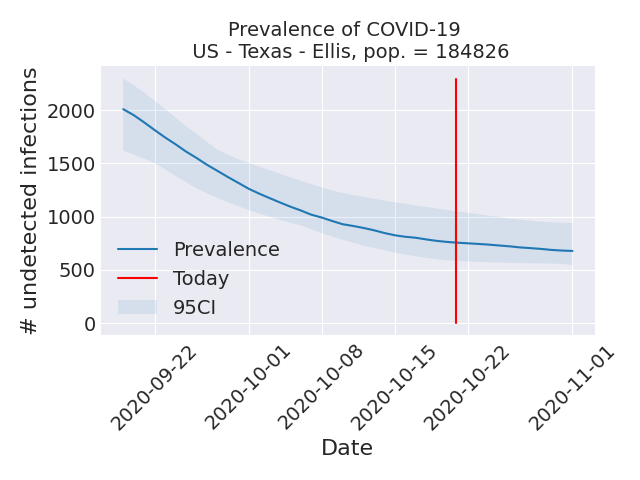 Prevalence of COVID-19
US - Texas - Ellis, pop. = 184826
# undetected infections
2000
1500
1000
500
0
Prevalence
Today
95CI
2020-09-22
2020-10-01
2020-10-08
2020-10-15
2020-10-22
2020-11-01
Date